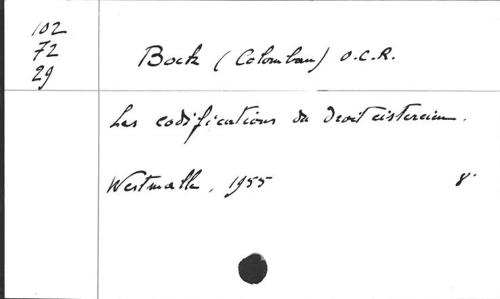 102
72
29
Bock (Colomban) O.C.R.
Les codifications du Droit cistercien.
Westmalle, 1955 8°